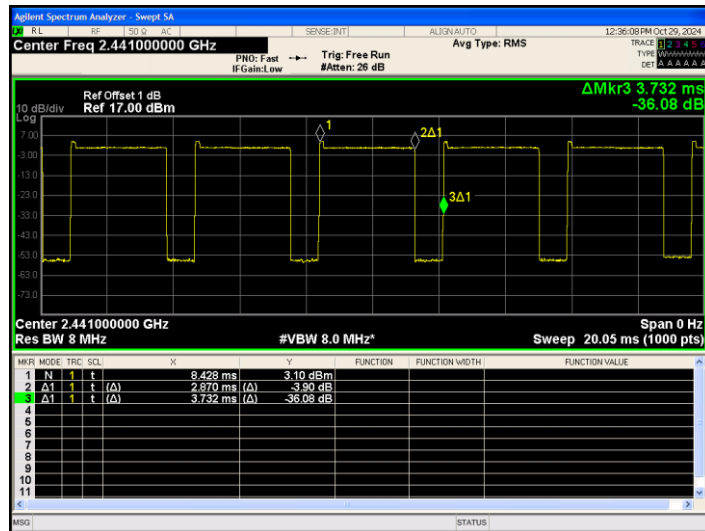 Agilent Spectrum Analyzer - Swept SA
RL RF 50 Ω AC SENSE:INT ALIGNAUTO 12:36:08 PM Oct 29, 2024
Center Freq 2.441000000 GHz Avg Type: RMS TRACE 1 2 3 4 5 6
PNO: Fast Trig: Free Run TYPE
IFGain:Low #Atten: 26 dB DET A A A A A A
Ref Offset 1 dB ΔMkr3 3.732 ms
10 dB/div Ref 17.00 dBm -36.08 dB
Log
7.00
-3.00
-13.0
-23.0
-33.0
-43.0
-53.0
-63.0
-73.0
1
2Δ1
3Δ1
Center 2.441000000 GHz Span 0 Hz
Res BW 8 MHz #VBW 8.0 MHz* Sweep 20.05 ms (1000 pts)
MKR MODE TRC SCL X Y FUNCTION FUNCTION WIDTH FUNCTION VALUE
1 N 1 t 8.428 ms 3.10 dBm
2 Δ1 1 t (Δ) 2.870 ms (Δ) -3.90 dB
3 Δ1 1 t (Δ) 3.732 ms (Δ) -36.08 dB
4
5
6
7
8
9
10
11
MSG STATUS